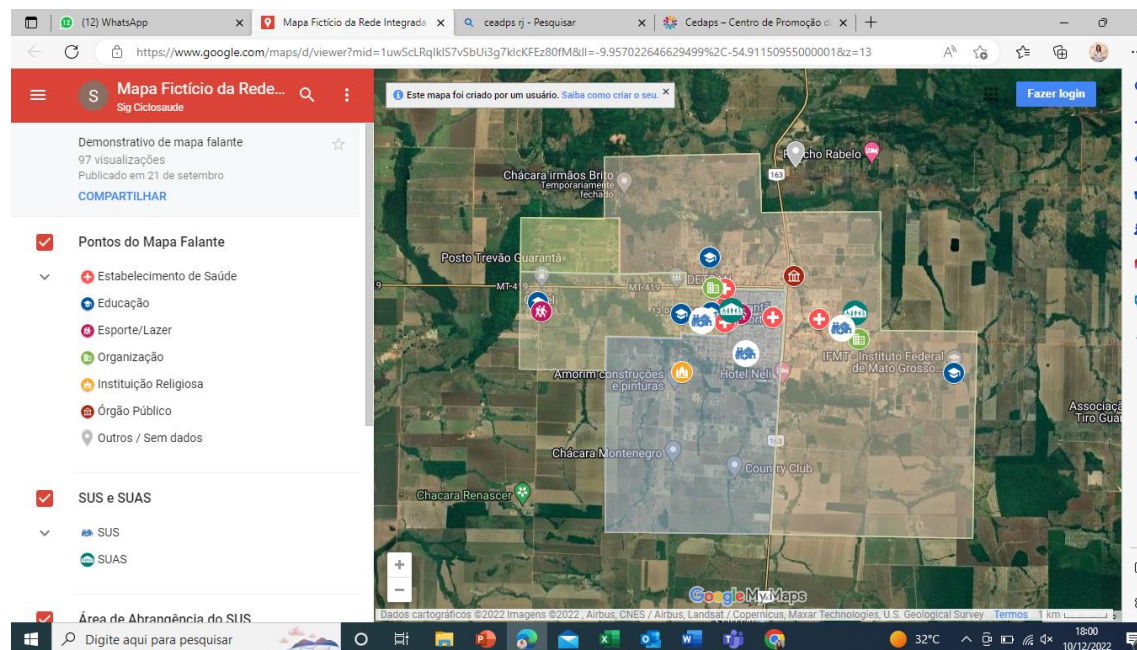 (12) WhatsApp
Mapa Fictício da Rede Integrada
ceadps rj - Pesquisar
Cedaps – Centro de Promoção d
https://www.google.com/maps/d/viewer?mid=1uwScLRqlkIS7vSbUi3g7kIcKFEz80fM&ll=-9.957022646629499%2C-54.911509550000001&z=13
S
Mapa Fictício da Rede...
Sig Ciclosaude
Este mapa foi criado por um usuário. Saiba como criar o seu.
Fazer login
Demonstrativo de mapa falante
97 visualizações
Publicado em 21 de setembro
COMPARTILHAR
Pontos do Mapa Falante
Estabelecimento de Saúde
Educação
Esporte/Lazer
Organização
Instituição Religiosa
Órgão Público
Outros / Sem dados
SUS e SUAS
SUS
SUAS
Área de Abrangência do SUS
cho Rabelo
163
Chácara irmãos Brito
Temporariamente
fechado
Posto Trevão Guarantã
MT-419
DETRAN
IFMT - Instituto Federal
de Mato Grosso...
Amorim construções
e pinturas
Hotel Neli
Associaçã
Tiro Gua
Chácara Montenegro
163
Country Club
Chacara Renascer
Google My Maps
Dados cartográficos ©2022 Imagens ©2022 , Airbus, CNES / Airbus, Landsat / Copernicus, Maxar Technologies, U.S. Geological Survey Termos 1 km
Digite aqui para pesquisar
32°C
18:00
10/12/2022